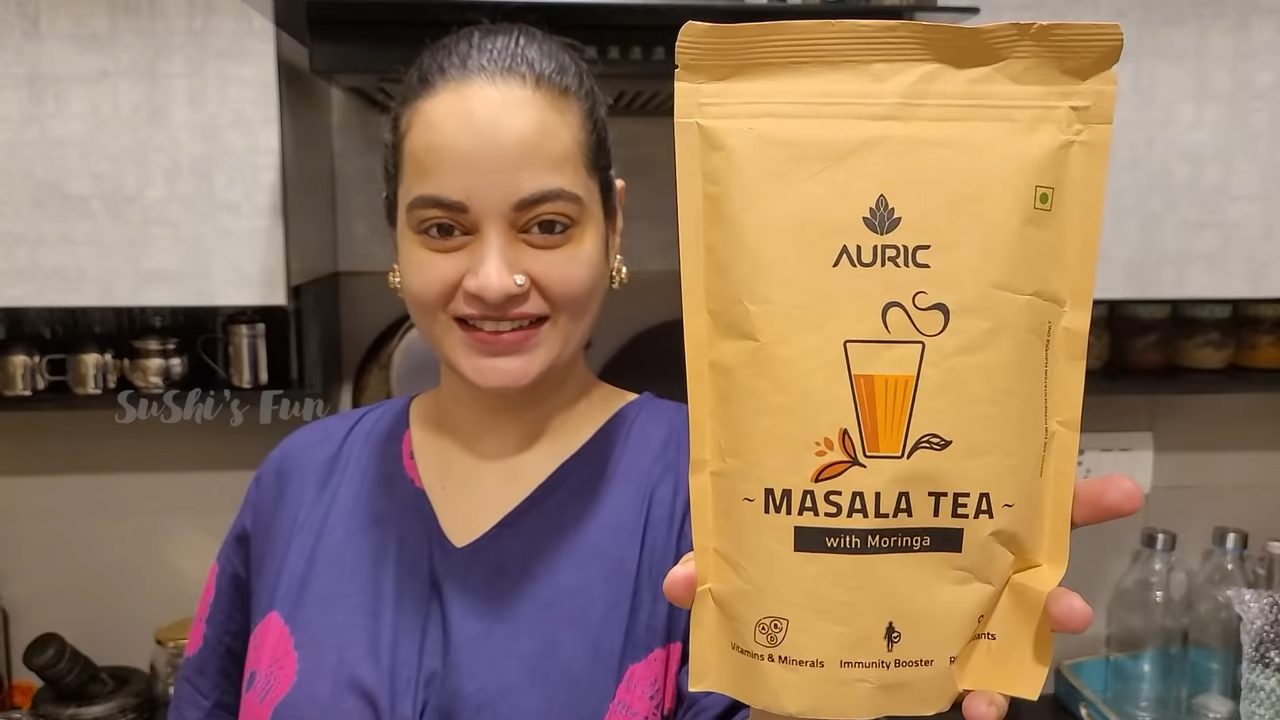 SuShi's Fun
AURIC
~ MASALA TEA ~
with Moringa
Vitamins & Minerals
Immunity Booster